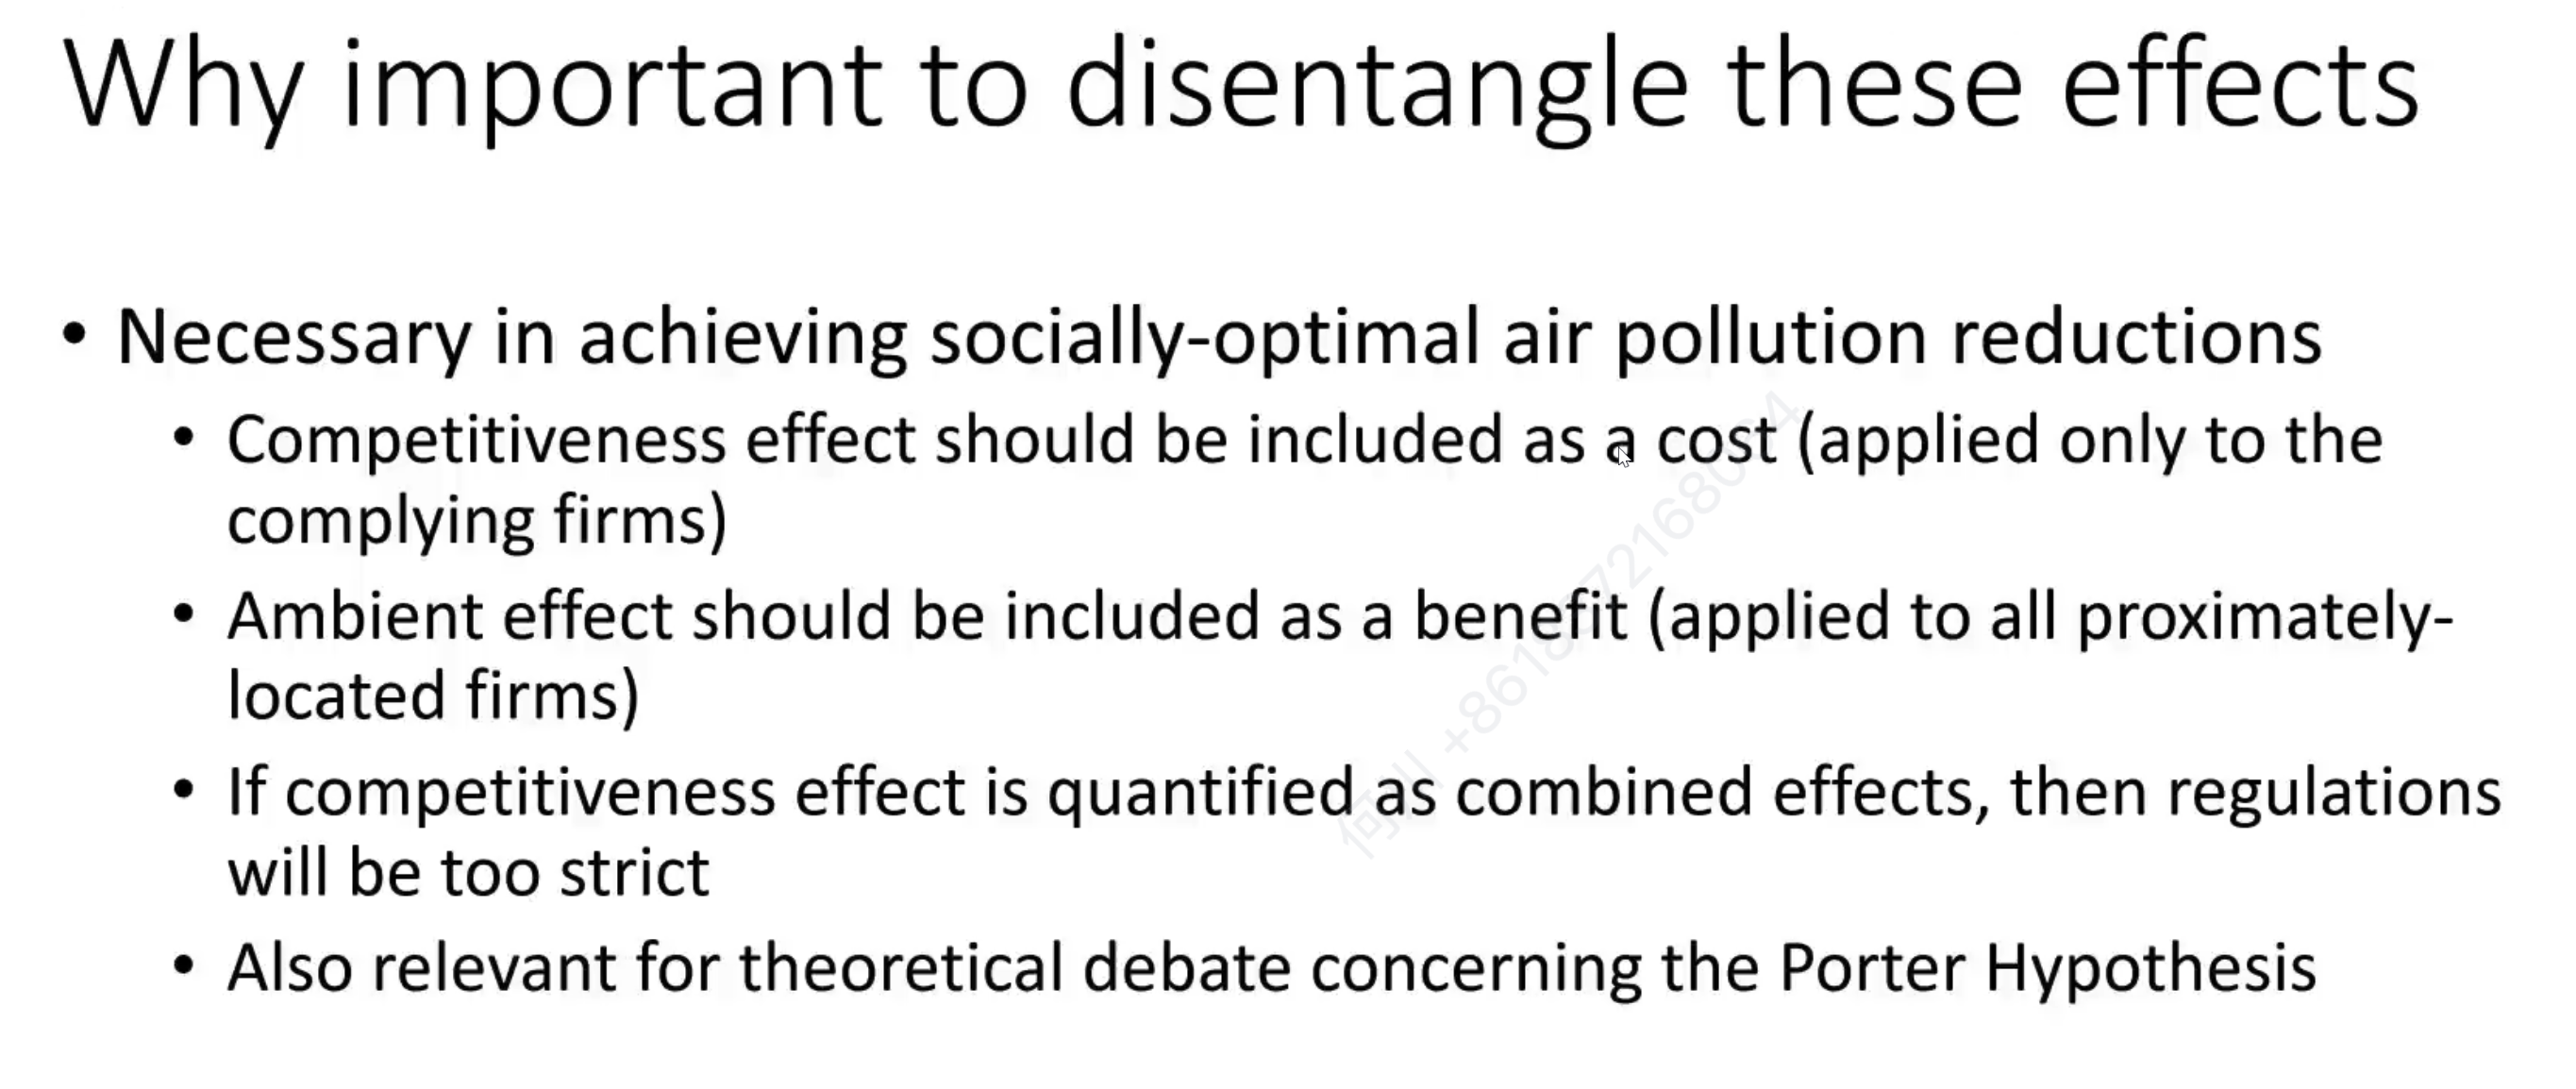 Why important to disentangle these effects
• Necessary in achieving socially-optimal air pollution reductions
• Competitiveness effect should be included as a cost (applied only to the
complying firms)
• Ambient effect should be included as a benefit (applied to all proximately-
located firms)
• If competitiveness effect is quantified as combined effects, then regulations
will be too strict
• Also relevant for theoretical debate concerning the Porter Hypothesis